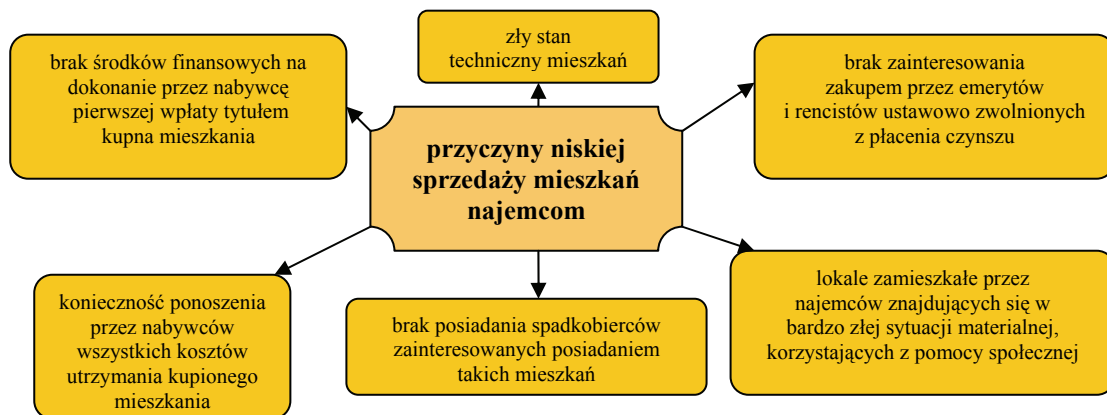 zły stan
techniczny mieszkań
brak środków finansowych na
dokonanie przez nabywcę
pierwszej wpłaty tytułem
kupna mieszkania
brak zainteresowania
zakupem przez emerytów
i rencistów ustawowo zwolnionych
z płacenia czynszu
przyczyny niskiej
sprzedaży mieszkań
najemcom
konieczność ponoszenia
przez nabywców
wszystkich kosztów
utrzymania kupionego
mieszkania
brak posiadania spadkobierców
zainteresowanych posiadaniem
takich mieszkań
lokale zamieszkałe przez
najemców znajdujących się w
bardzo złej sytuacji materialnej,
korzystających z pomocy społecznej